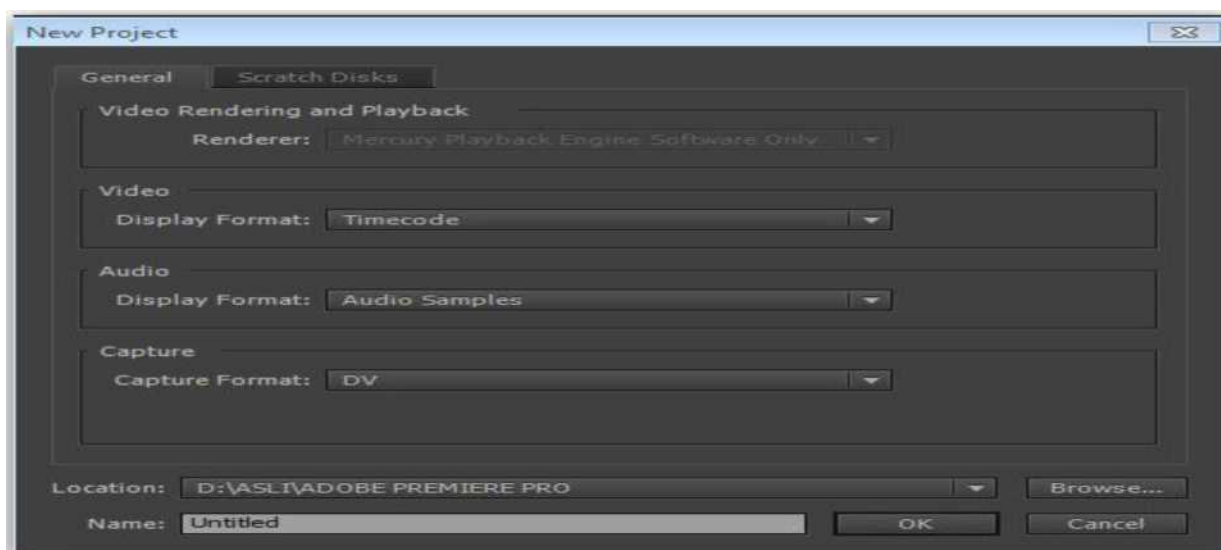 New Project
General Scratch Disks
Video Rendering and Playback
Renderer: Mercury Playback Engine Software Only
Video
Display Format: Timecode
Audio
Display Format: Audio Samples
Capture
Capture Format: DV
Location: D:\ASLI\ADOBE PREMIERE PRO Browse...
Name: Untitled OK Cancel